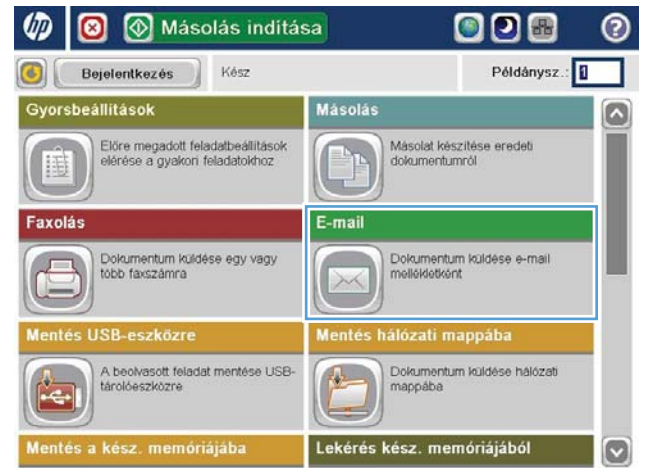 hp
Másolás indítása
?
Bejelentkezés
Kész
Példánysz.:
1
Gyorsbeállítások
Előre megadott feladatbeállítások
elérése a gyakori feladatokhoz
Másolás
Másolat készítése eredeti
dokumentumról
Faxolás
Dokumentum küldése egy vagy
több faxszámra
E-mail
Dokumentum küldése e-mail
mellékletként
Mentés USB-eszközre
A beolvasott feladat mentése USB-
tárolóeszközre
Mentés hálózati mappába
Dokumentum küldése hálózati
mappába
Mentés a kész. memóriájába
Lekérés kész. memóriájából